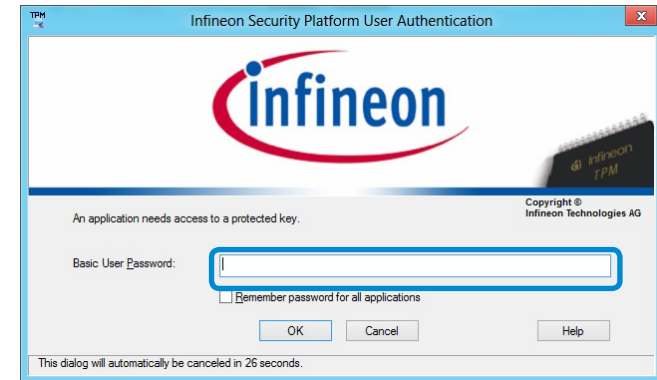 TPM
Infineon Security Platform User Authentication
x
infineon
infineon
TPM
Copyright ©
Infineon Technologies AG
An application needs access to a protected key.
Basic User Password:
Remember password for all applications
OK Cancel Help
This dialog will automatically be canceled in 26 seconds.